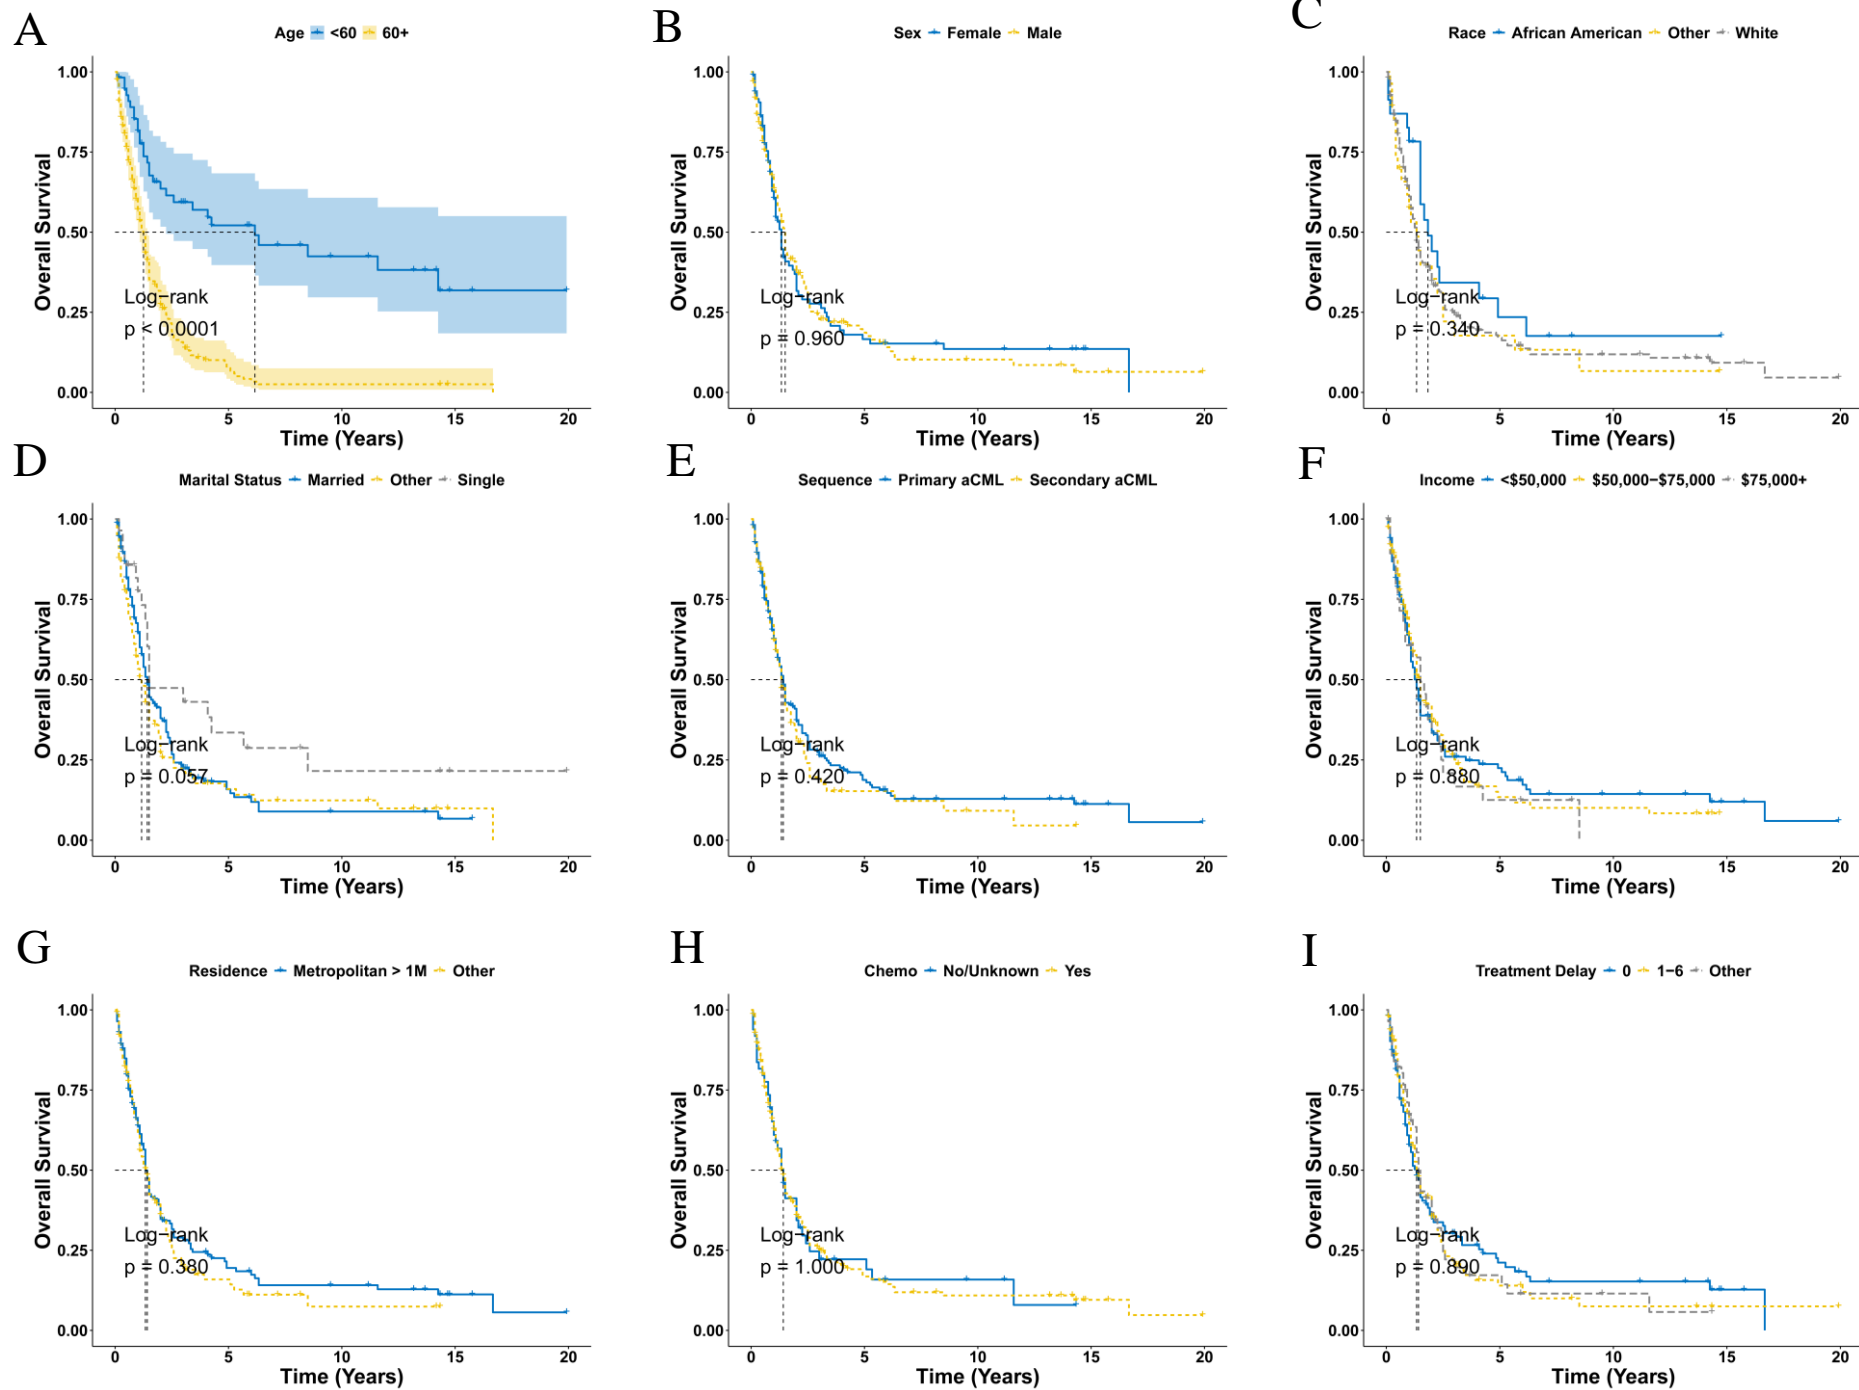 A
Age <60 60+
Overall Survival
1.00
0.75
0.50
0.25
0.00
Log-rank
p < 0.0001
0 5 10 15 20
Time (Years)
B
Sex Female Male
Overall Survival
1.00
0.75
0.50
0.25
0.00
Log-rank
p = 0.960
0 5 10 15 20
Time (Years)
C
Race African American Other White
Overall Survival
1.00
0.75
0.50
0.25
0.00
Log-rank
p = 0.340
0 5 10 15 20
Time (Years)
D
Marital Status Married Other Single
Overall Survival
1.00
0.75
0.50
0.25
0.00
Log-rank
p = 0.057
0 5 10 15 20
Time (Years)
E
Sequence Primary aCML Secondary aCML
Overall Survival
1.00
0.75
0.50
0.25
0.00
Log-rank
p = 0.420
0 5 10 15 20
Time (Years)
F
Income <$50,000 $50,000-$75,000 $75,000+
Overall Survival
1.00
0.75
0.50
0.25
0.00
Log-rank
p = 0.880
0 5 10 15 20
Time (Years)
G
Residence Metropolitan > 1M Other
Overall Survival
1.00
0.75
0.50
0.25
0.00
Log-rank
p = 0.380
0 5 10 15 20
Time (Years)
H
Chemo No/Unknown Yes
Overall Survival
1.00
0.75
0.50
0.25
0.00
Log-rank
p = 1.000
0 5 10 15 20
Time (Years)
I
Treatment Delay 0 1-6 Other
Overall Survival
1.00
0.75
0.50
0.25
0.00
Log-rank
p = 0.890
0 5 10 15 20
Time (Years)